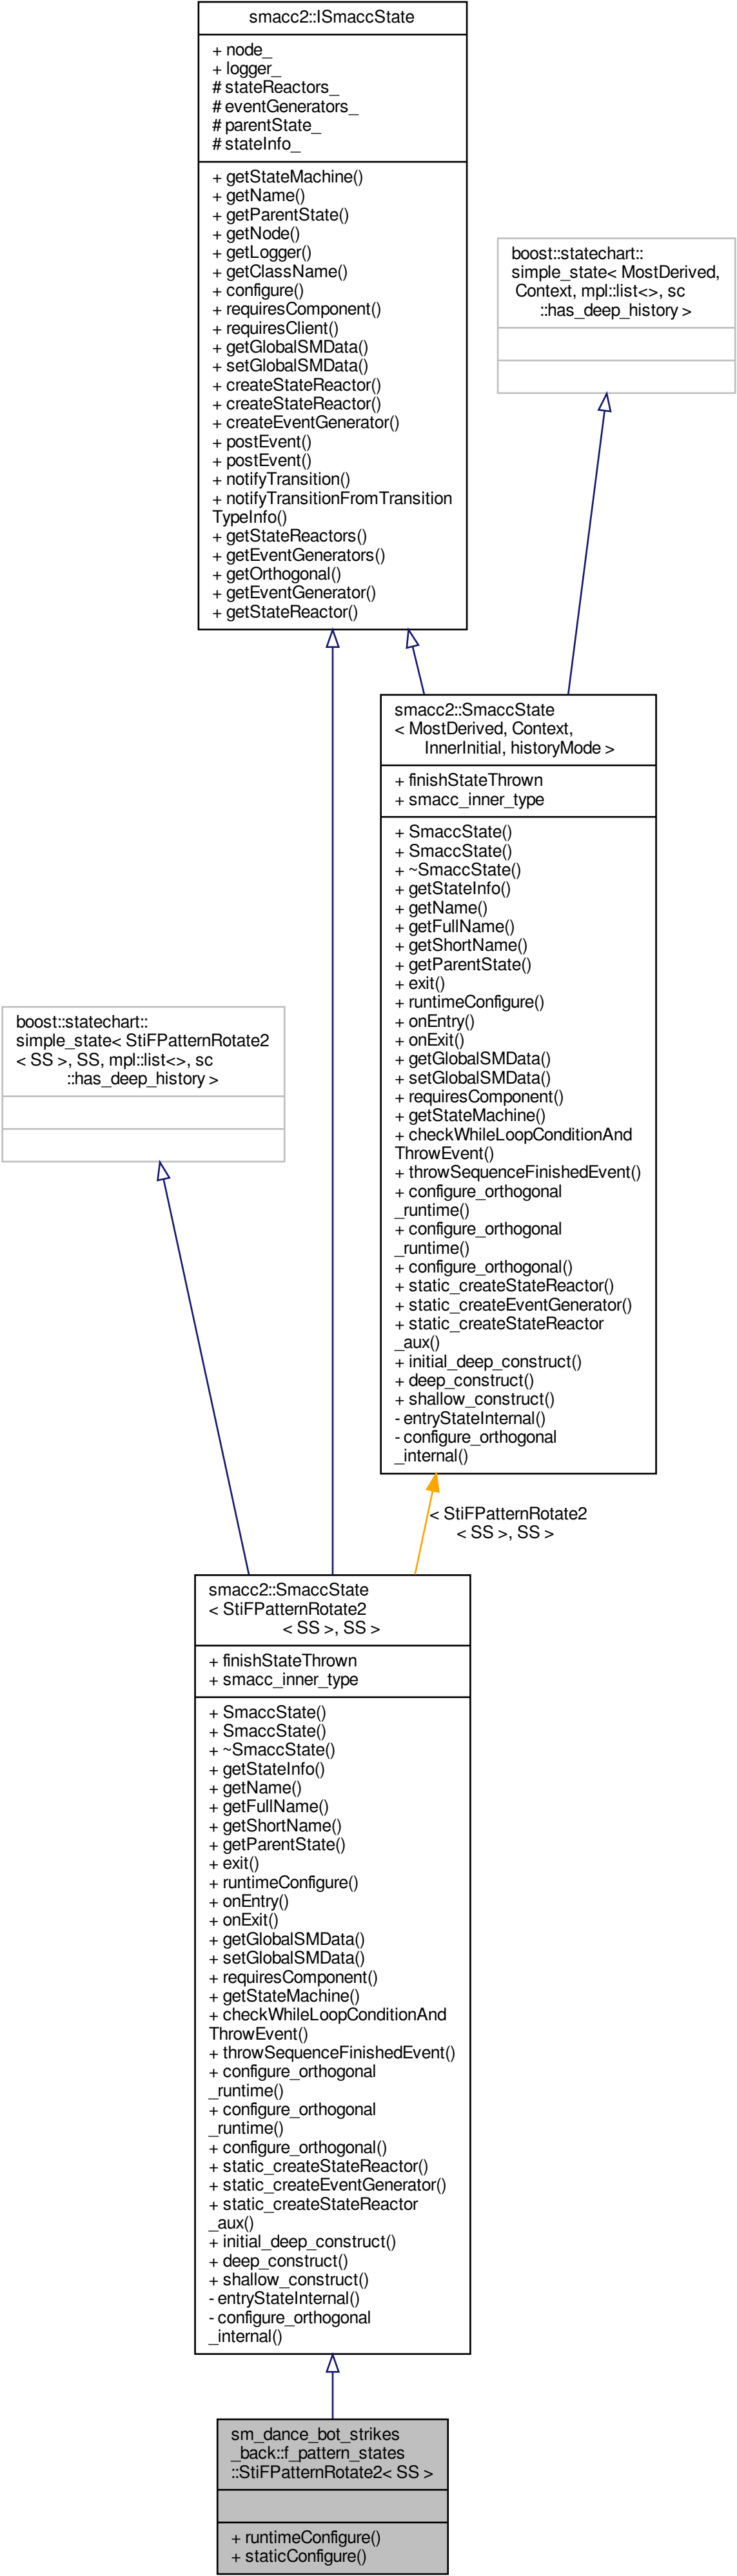 smacc2::ISmaccState
+ node_
+ logger_
# stateReactors_
# eventGenerators_
# parentState_
# stateInfo_
+ getStateMachine()
+ getName()
+ getParentState()
+ getNode()
+ getLogger()
+ getClassName()
+ configure()
+ requiresComponent()
+ requiresClient()
+ getGlobalSMData()
+ setGlobalSMData()
+ createStateReactor()
+ createStateReactor()
+ createEventGenerator()
+ postEvent()
+ postEvent()
+ notifyTransition()
+ notifyTransitionFromTransition
TypeInfo()
+ getStateReactors()
+ getEventGenerators()
+ getOrthogonal()
+ getEventGenerator()
+ getStateReactor()
boost::statechart::
simple_state< MostDerived,
Context, mpl::list<>, sc
::has_deep_history >
smacc2::SmaccState
< MostDerived, Context,
InnerInitial, historyMode >
+ finishStateThrown
+ smacc_inner_type
+ SmaccState()
+ SmaccState()
+ ~SmaccState()
+ getStateInfo()
+ getName()
+ getFullName()
+ getShortName()
+ getParentState()
+ exit()
+ runtimeConfigure()
+ onEntry()
+ onExit()
+ getGlobalSMData()
+ setGlobalSMData()
+ requiresComponent()
+ getStateMachine()
+ checkWhileLoopConditionAnd
ThrowEvent()
+ throwSequenceFinishedEvent()
+ configure_orthogonal
_runtime()
+ configure_orthogonal
_runtime()
+ configure_orthogonal()
+ static_createStateReactor()
+ static_createEventGenerator()
+ static_createStateReactor
_aux()
+ initial_deep_construct()
+ deep_construct()
+ shallow_construct()
- entryStateInternal()
- configure_orthogonal
_internal()
boost::statechart::
simple_state< StiFPatternRotate2
< SS >, SS, mpl::list<>, sc
::has_deep_history >
< StiFPatternRotate2
< SS >, SS >
smacc2::SmaccState
< StiFPatternRotate2
< SS >, SS >
+ finishStateThrown
+ smacc_inner_type
+ SmaccState()
+ SmaccState()
+ ~SmaccState()
+ getStateInfo()
+ getName()
+ getFullName()
+ getShortName()
+ getParentState()
+ exit()
+ runtimeConfigure()
+ onEntry()
+ onExit()
+ getGlobalSMData()
+ setGlobalSMData()
+ requiresComponent()
+ getStateMachine()
+ checkWhileLoopConditionAnd
ThrowEvent()
+ throwSequenceFinishedEvent()
+ configure_orthogonal
_runtime()
+ configure_orthogonal
_runtime()
+ configure_orthogonal()
+ static_createStateReactor()
+ static_createEventGenerator()
+ static_createStateReactor
_aux()
+ initial_deep_construct()
+ deep_construct()
+ shallow_construct()
- entryStateInternal()
- configure_orthogonal
_internal()
sm_dance_bot_strikes
_back::f_pattern_states
::StiFPatternRotate2< SS >
+ runtimeConfigure()
+ staticConfigure()